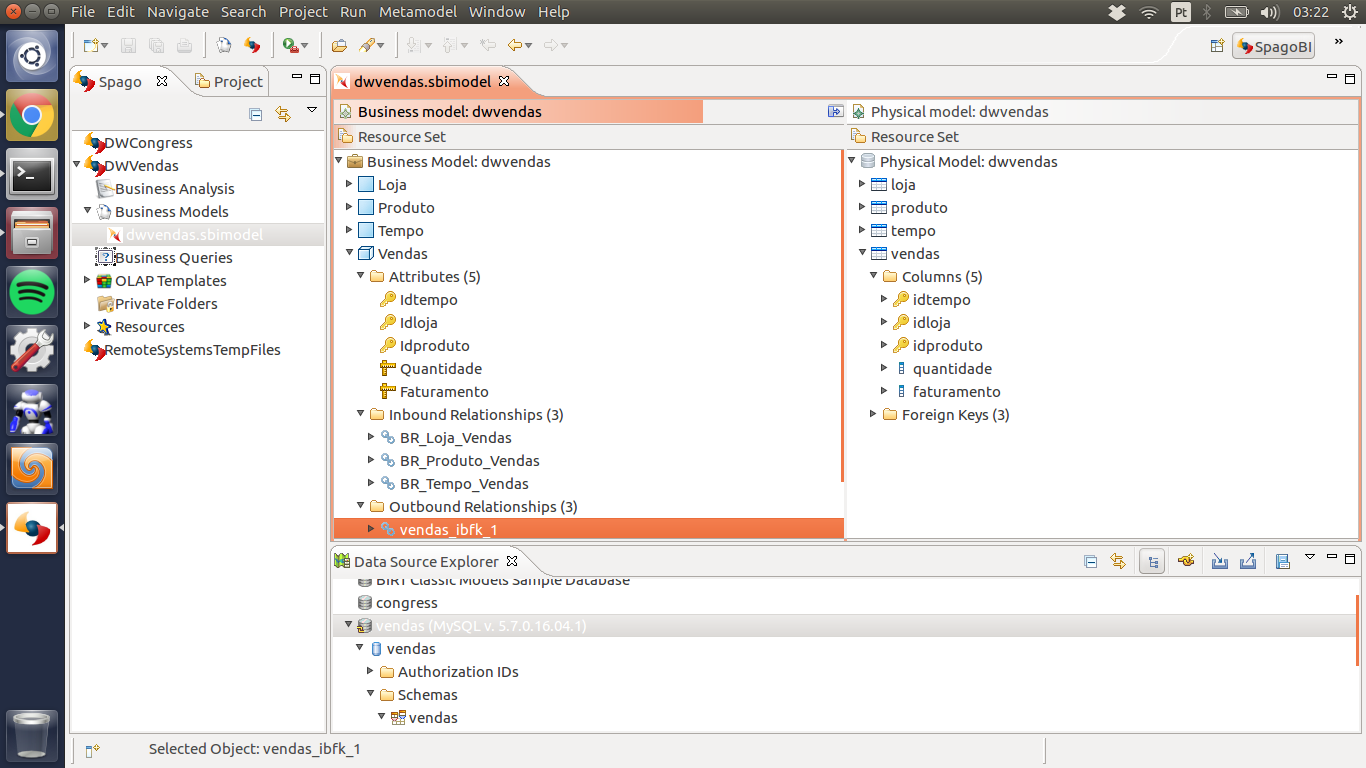 File Edit Navigate Search Project Run Metamodel Window Help
Pt
03:22
SpagoBI
»
Spago
Project
DWCongress
DWVendas
Business Analysis
Business Models
dwvendas.sbimodel
Business Queries
OLAP Templates
Private Folders
Resources
RemoteSystemsTempFiles
dwvendas.sbimodel
Business model: dwvendas
Resource Set
Business Model: dwvendas
Loja
Produto
Tempo
Vendas
Attributes (5)
Idtempo
Idloja
Idproduto
Quantidade
Faturamento
Inbound Relationships (3)
BR_Loja_Vendas
BR_Produto_Vendas
BR_Tempo_Vendas
Outbound Relationships (3)
vendas_ibfk_1
Physical model: dwvendas
Resource Set
Physical Model: dwvendas
loja
produto
tempo
vendas
Columns (5)
idtempo
idloja
idproduto
quantidade
faturamento
Foreign Keys (3)
Data Source Explorer
BIRT Classic Models Sample Database
congress
vendas (MySQL v. 5.7.0.16.04.1)
vendas
Authorization IDs
Schemas
vendas
Selected Object: vendas_ibfk_1